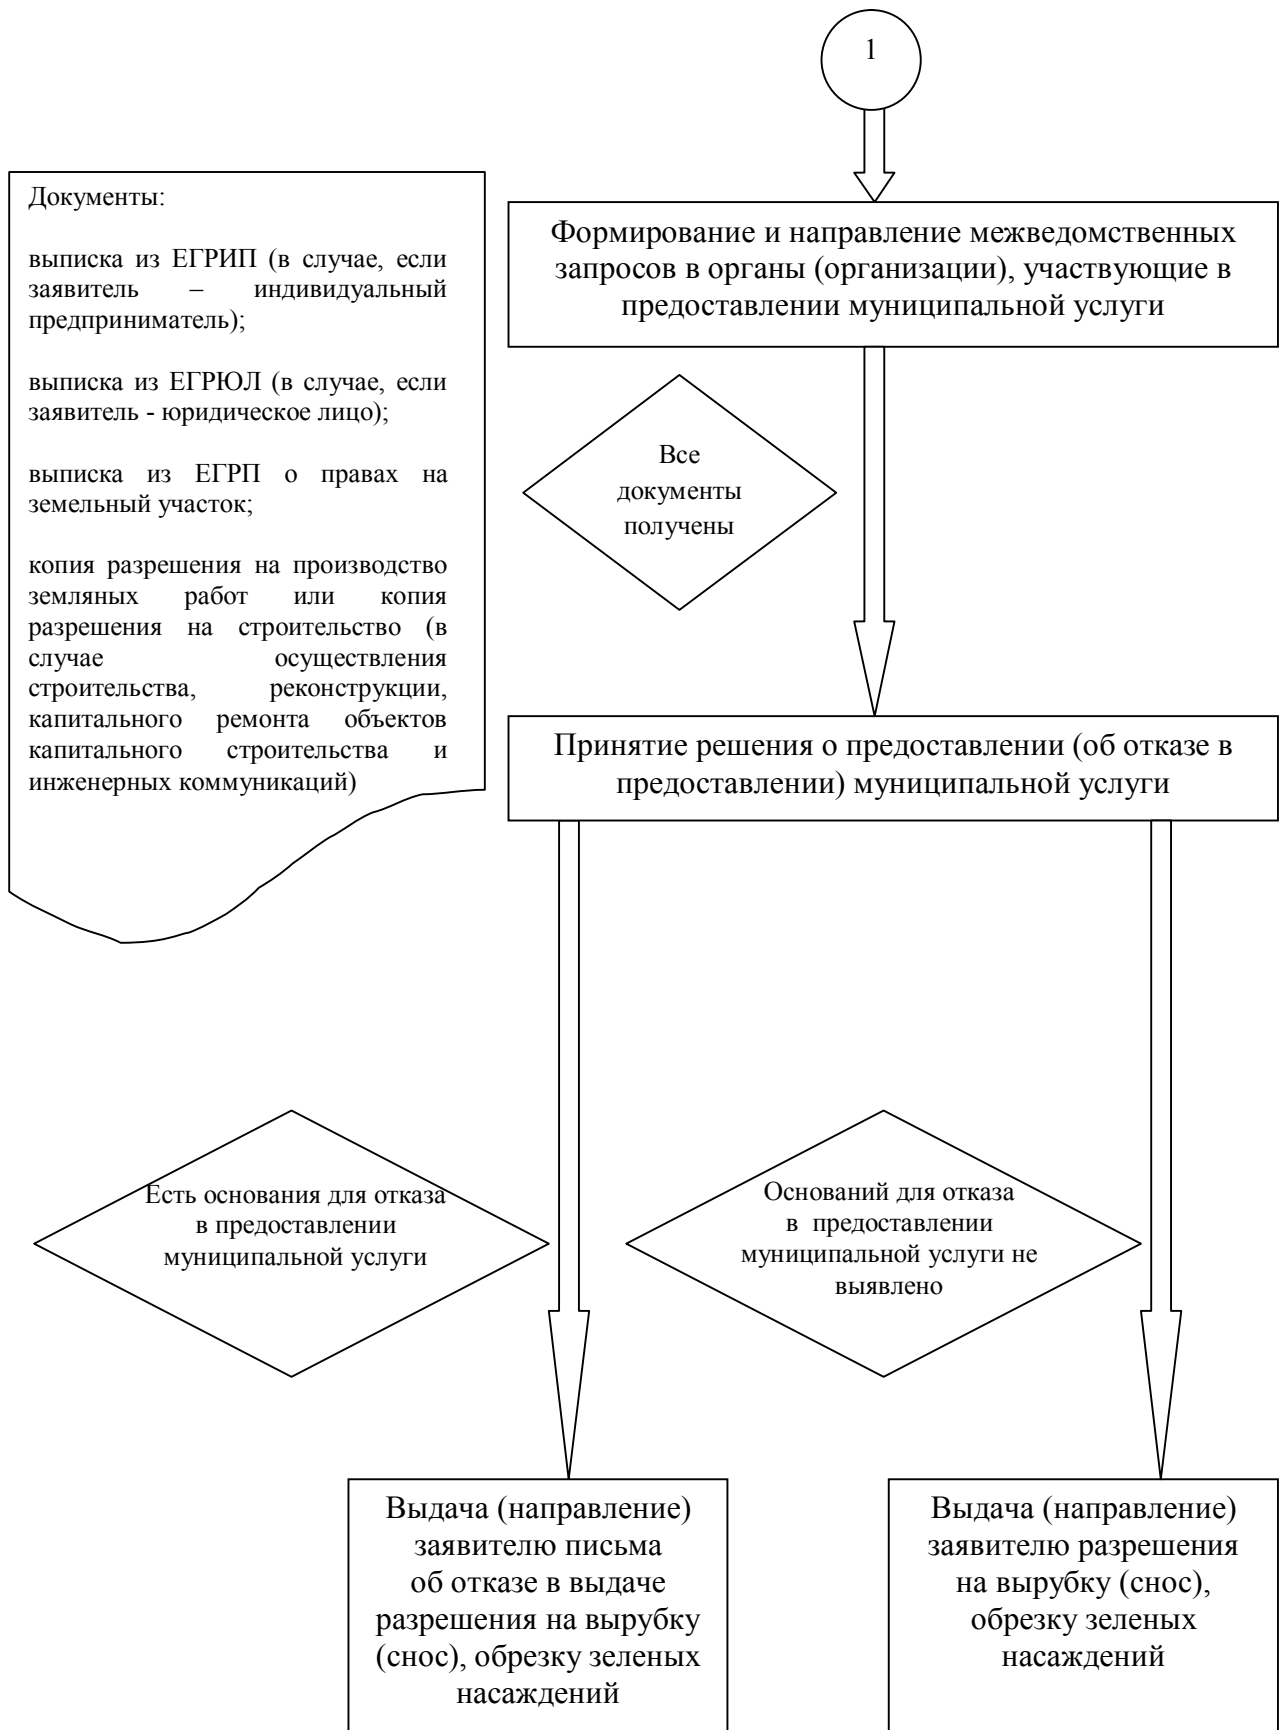 1
Документы:
выписка из ЕГРИП (в случае, если
заявитель – индивидуальный
предприниматель);
выписка из ЕГРЮЛ (в случае, если
заявитель - юридическое лицо);
выписка из ЕГРП о правах на
земельный участок;
копия разрешения на производство
земляных работ или копия
разрешения на строительство (в
случае осуществления
строительства, реконструкции,
капитального ремонта объектов
капитального строительства и
инженерных коммуникаций)
Формирование и направление межведомственных
запросов в органы (организации), участвующие в
предоставлении муниципальной услуги
Все
документы
получены
Принятие решения о предоставлении (об отказе в
предоставлении) муниципальной услуги
Есть основания для отказа
в предоставлении
муниципальной услуги
Оснований для отказа
в предоставлении
муниципальной услуги не
выявлено
Выдача (направление)
заявителю письма
об отказе в выдаче
разрешения на вырубку
(снос), обрезку зеленых
насаждений
Выдача (направление)
заявителю разрешения
на вырубку (снос),
обрезку зеленых
насаждений